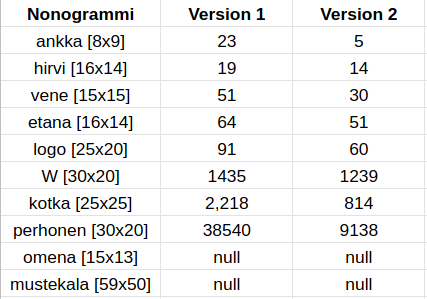 Nonogrammi Version 1 Version 2
ankka [8x9] 23 5
hirvi [16x14] 19 14
vene [15x15] 51 30
etana [16x14] 64 51
logo [25x20] 91 60
W [30x20] 1435 1239
kotka [25x25] 2,218 814
perhonen [30x20] 38540 9138
omena [15x13] null null
mustekala [59x50] null null